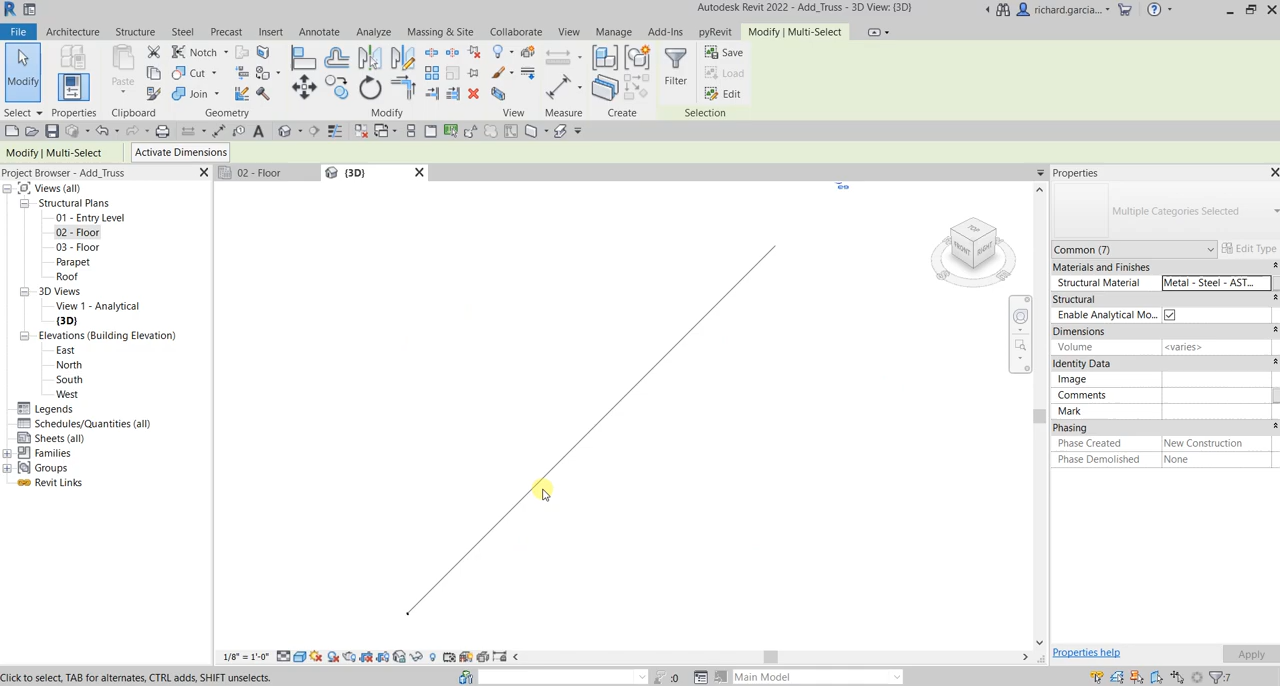 Autodesk Revit 2022 - Add_Truss - 3D View: {3D}
richard.garcia...
File Architecture Structure Steel Precast Insert Annotate Analyze Massing & Site Collaborate View Manage Add-Ins pyRevit Modify | Multi-Select
Modify
Paste
Notch
Cut
Join
Filter
Save
Load
Edit
Select Properties Clipboard Geometry Modify View Measure Create Selection
Modify | Multi-Select Activate Dimensions
Project Browser - Add_Truss
Views (all)
Structural Plans
01 - Entry Level
02 - Floor
03 - Floor
Parapet
Roof
3D Views
View 1 - Analytical
{3D}
Elevations (Building Elevation)
East
North
South
West
Legends
Schedules/Quantities (all)
Sheets (all)
Families
Groups
Revit Links
02 - Floor
{3D}
TOP
FRONT
RIGHT
Properties
Multiple Categories Selected
Common (7) Edit Type
Materials and Finishes
Structural Material Metal - Steel - AST...
Structural
Enable Analytical Mo...
Dimensions
Volume <varies>
Identity Data
Image
Comments
Mark
Phasing
Phase Created New Construction
Phase Demolished None
Properties help Apply
1/8" = 1'-0"
Click to select, TAB for alternates, CTRL adds, SHIFT unselects.
:0
Main Model
:7